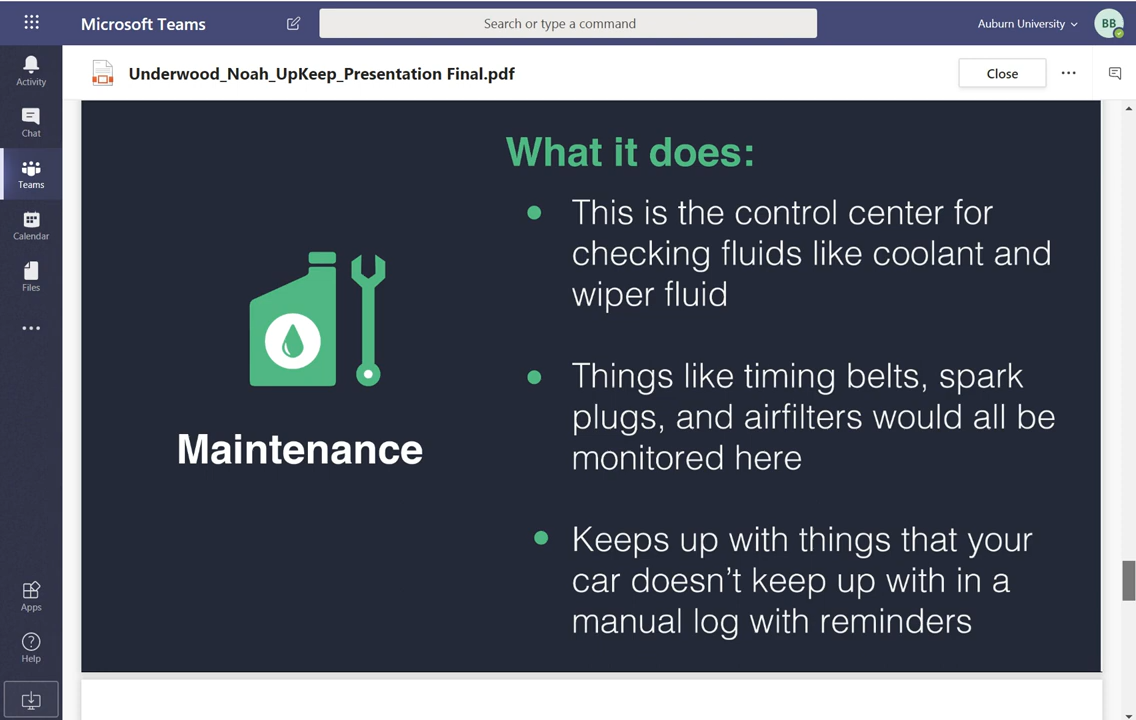 Microsoft Teams
Search or type a command
Auburn University
BB
Activity
Chat
Teams
Calendar
Files
Apps
Help
Underwood_Noah_UpKeep_Presentation Final.pdf
Close
Maintenance
What it does:
This is the control center for
checking fluids like coolant and
wiper fluid
Things like timing belts, spark
plugs, and airfilters would all be
monitored here
Keeps up with things that your
car doesn't keep up with in a
manual log with reminders